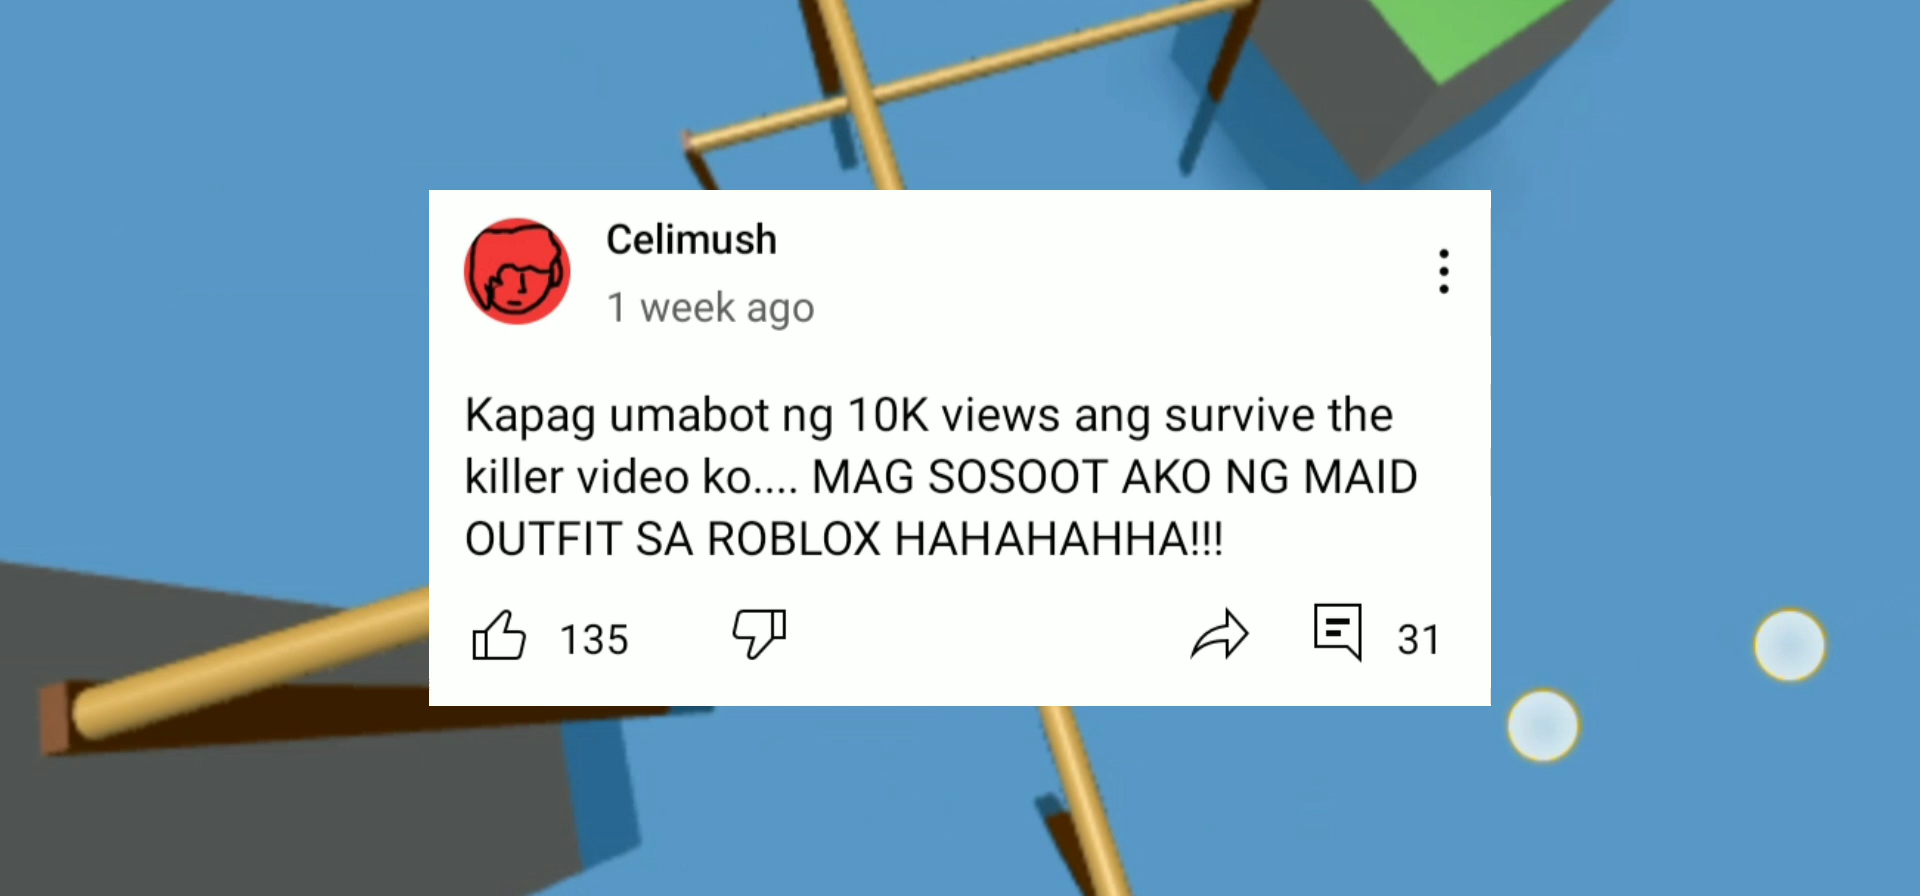 Celimush
1 week ago
Kapag umabot ng 10K views ang survive the
killer video ko.... MAG SOSOOT AKO NG MAID
OUTFIT SA ROBLOX HAHAHAHHA!!!
135
31